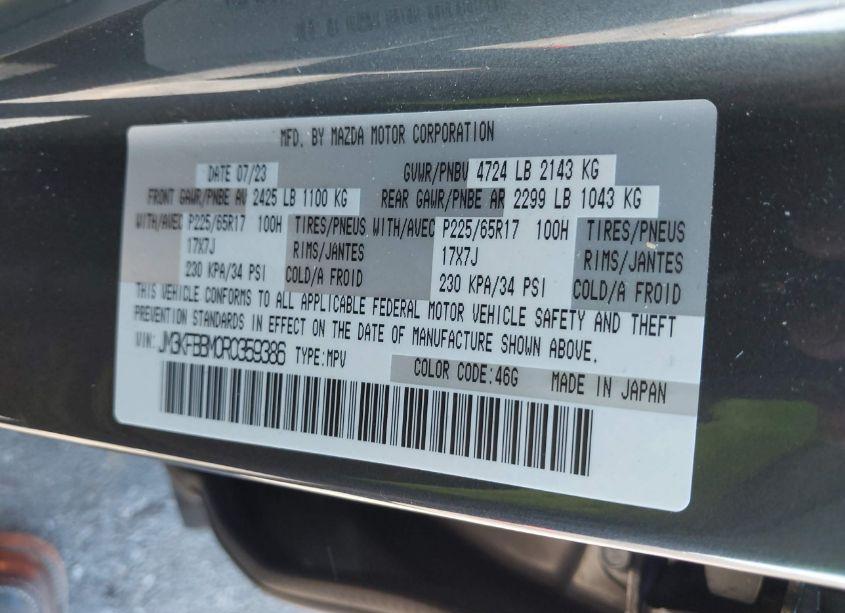 MFD. BY MAZDA MOTOR CORPORATION
DATE 07/23 GVWR/PNBV 4724 LB 2143 KG
FRONT GAWR/PNBE AV 2425 LB 1100 KG REAR GAWR/PNBE AR 2299 LB 1043 KG
WITH/AVEC P225/65R17 100H TIRES/PNEUS WITH/AVEC P225/65R17 100H TIRES/PNEUS
17X7J RIMS/JANTES 17X7J RIMS/JANTES
230 KPA/34 PSI COLD/A FROID 230 KPA/34 PSI COLD/A FROID
THIS VEHICLE CONFORMS TO ALL APPLICABLE FEDERAL MOTOR VEHICLE SAFETY AND THEFT
PREVENTION STANDARDS IN EFFECT ON THE DATE OF MANUFACTURE SHOWN ABOVE.
VIN: JM3KFBBM0R0359386 TYPE:MPV COLOR CODE:46G MADE IN JAPAN